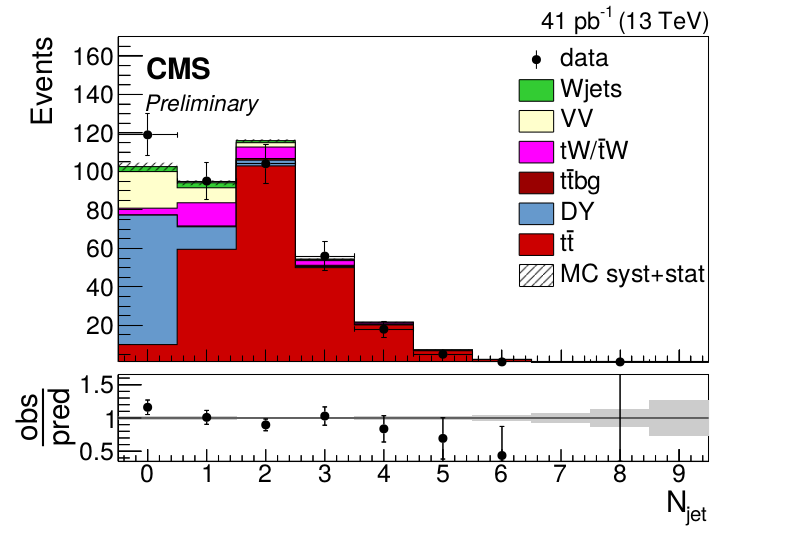 41 pb⁻¹ (13 TeV)
Events
160
140
120
100
80
60
40
20
CMS
Preliminary
data
Wjets
VV
tW/t̄W
tt̄bg
DY
tt̄
MC syst+stat
obs
pred
1.5
1
0.5
0 1 2 3 4 5 6 7 8 9
N_jet